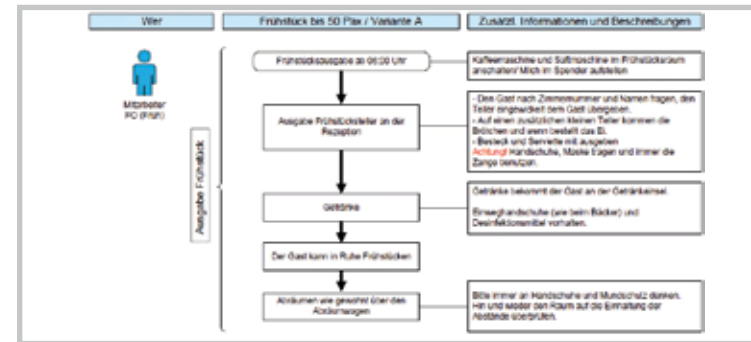 Wer
Frühstück bis 50 Pax / Variante A
Zusätzl. Informationen und Beschreibungen
Mitarbeiter
FO (Früh)
Ausgabe Frühstück
Frühstücksausgabe ab 06:30 Uhr
Kaffeemaschine und Saftmaschine im Frühstücksraum
anschalten/ Milch im Spender auffüllen
Ausgabe Frühstücksteller an der
Rezeption
- Den Gast nach Zimmernummer und Namen fragen, den
Teller eingewickelt dem Gast übergeben.
- Auf einen zusätzlichen kleinen Teller kommen die
Brötchen und wenn bestellt das Ei.
- Besteck und Serviette mit ausgeben
Achtung! Handschuhe, Maske tragen und immer die
Zange benutzen.
Getränke
Getränke bekommt der Gast an der Getränkeinsel.
Einweghandschuhe (wie beim Bäcker) und
Desinfektionsmittel vorhalten.
Der Gast kann in Ruhe Frühstücken
Abräumen wie gewohnt über den
Abräumwagen
Bitte immer an Handschuhe und Mundschutz denken.
Hin und wieder den Raum auf die Einhaltung der
Abstände überprüfen.